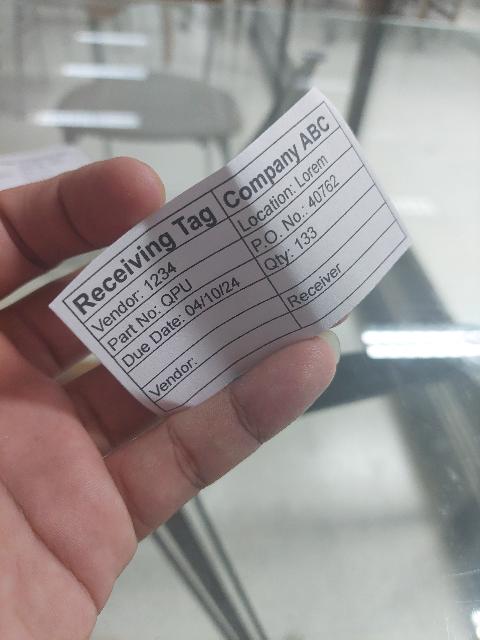 Receiving Tag Company ABC
Vendor: 1234 Location: Lorem
Part No: QPU P.O. No.: 40762
Due Date: 04/10/24 Qty: 133
Vendor: Receiver